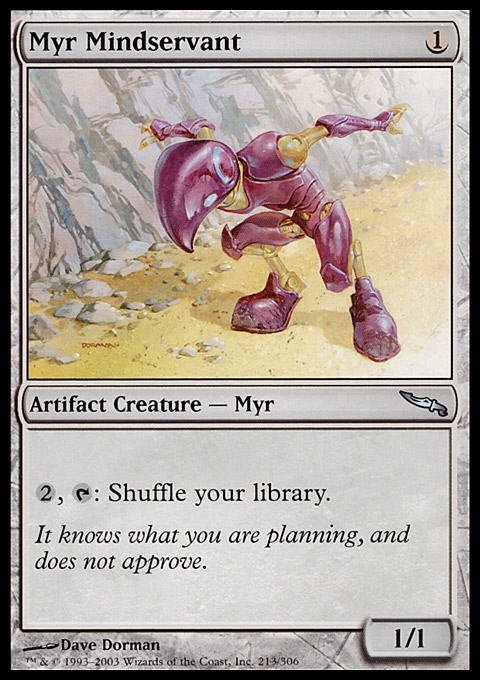 Myr Mindservant 1
DORMAN
Artifact Creature — Myr
2, : Shuffle your library.
It knows what you are planning, and
does not approve.
Dave Dorman
1/1
™ & © 1993–2003 Wizards of the Coast, Inc. 213/306